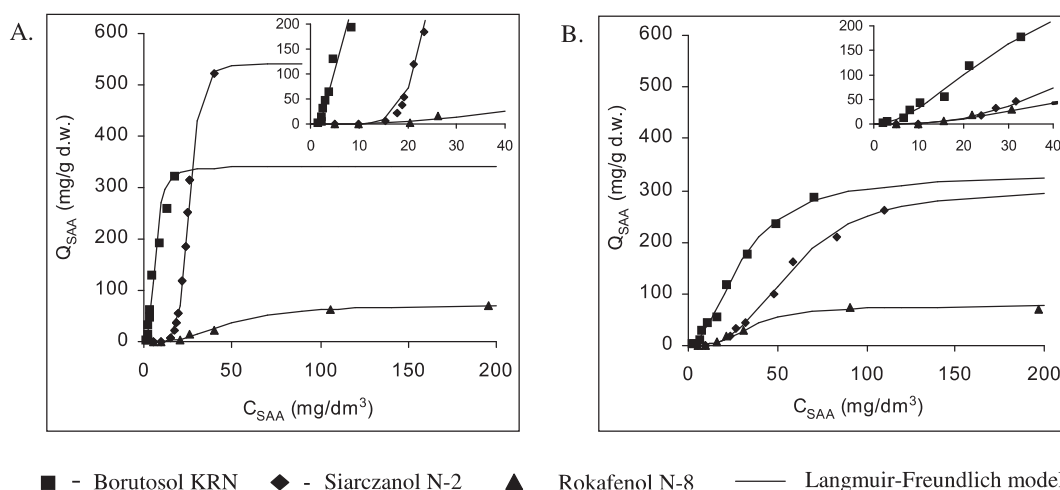 A.
600
500
400
300
200
100
0
Q_SAA (mg/g d.w.)
0 50 100 150 200
C_SAA (mg/dm³)
200
150
100
50
0
0 10 20 30 40
B.
600
500
400
300
200
100
0
Q_SAA (mg/g d.w.)
0 50 100 150 200
C_SAA (mg/dm³)
200
150
100
50
0
0 10 20 30 40
- Borutosol KRN - Siarczanol N-2 Rokafenol N-8 Langmuir-Freundlich model